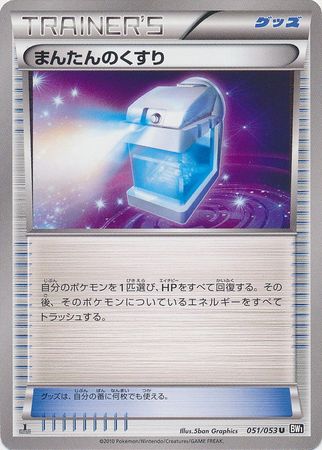 TRAINER'S
グッズ
まんたんのくすり
自分のポケモンを1匹選び、HPをすべて回復する。その
後、そのポケモンについているエネルギーをすべて
トラッシュする。
グッズは、自分の番に何枚でも使える。
Illus.5ban Graphics
051/053 U BW1
©2010 Pokémon/Nintendo/Creatures/GAME FREAK.